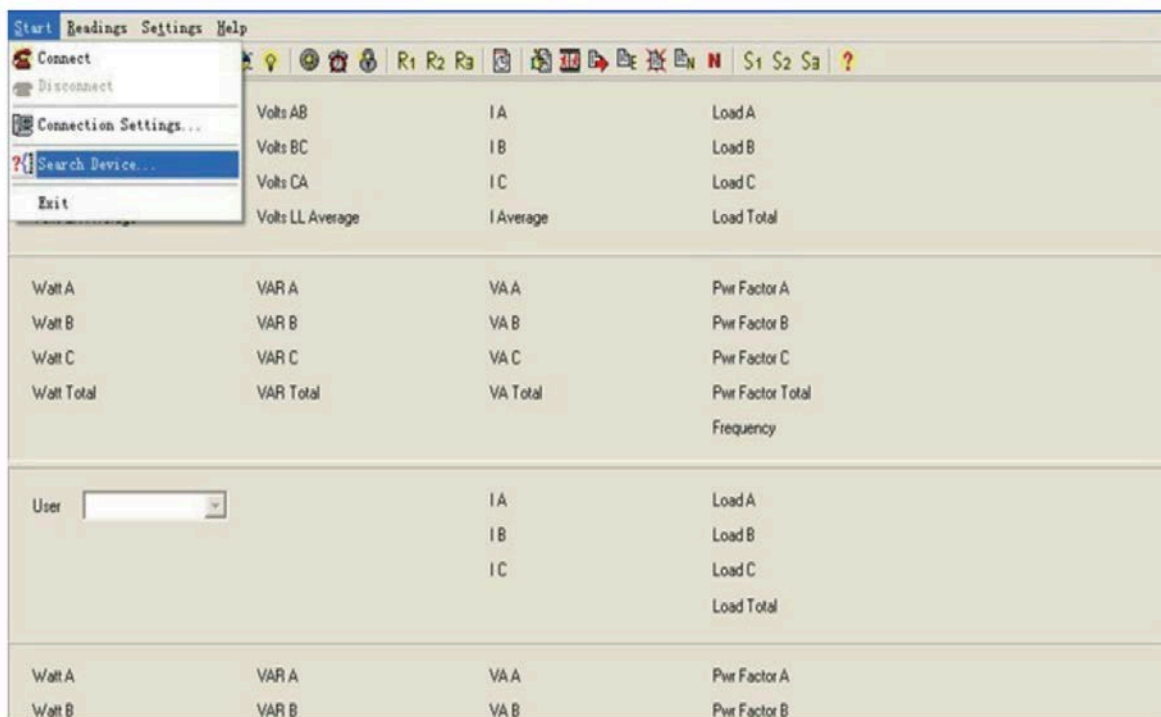 Start Readings Settings Help
Connect
R1 R2 R3 E N N S1 S2 S3 ?
Disconnect
Connection Settings...
?{ Search Device...
Exit
Volts AB I A Load A
Volts BC I B Load B
Volts CA I C Load C
Volts LL Average I Average Load Total
Watt A VAR A VA A Pwr Factor A
Watt B VAR B VA B Pwr Factor B
Watt C VAR C VA C Pwr Factor C
Watt Total VAR Total VA Total Pwr Factor Total
Frequency
User I A Load A
I B Load B
I C Load C
Load Total
Watt A VAR A VA A Pwr Factor A
Watt B VAR B VA B Pwr Factor B